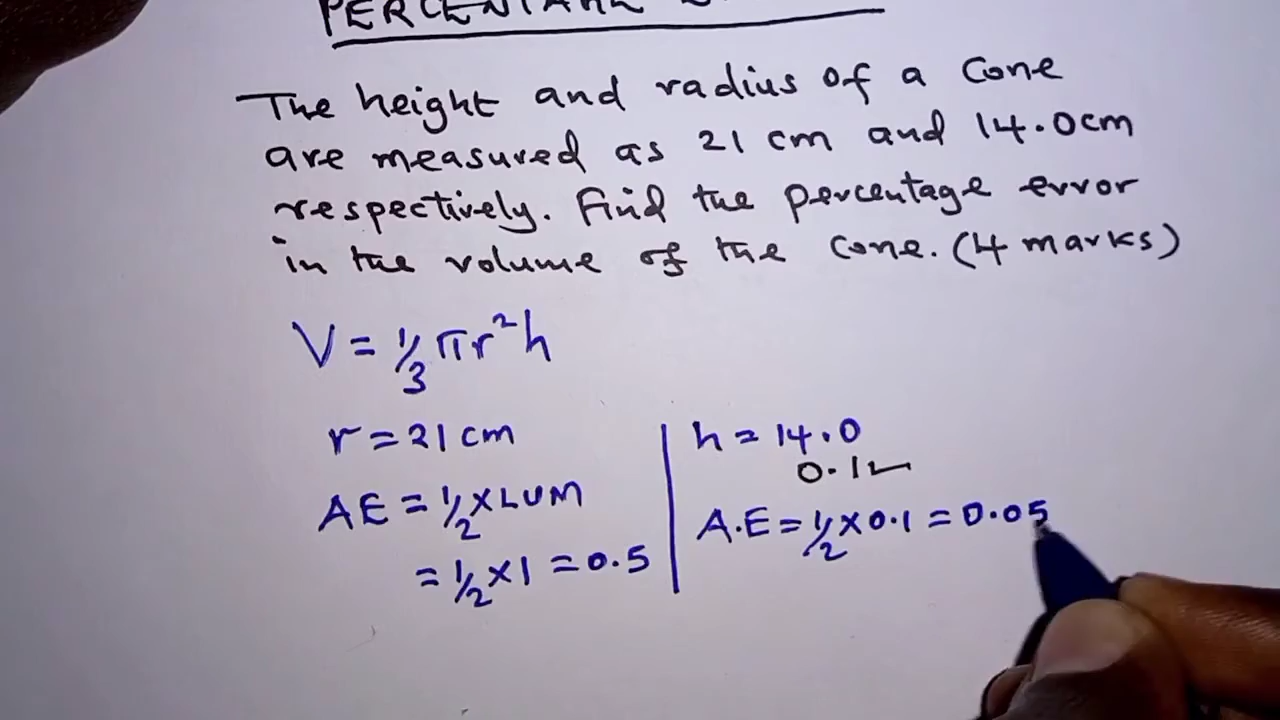 The height and radius of a cone
are measured as 21 cm and 14.0cm
respectively. Find the percentage error
in the volume of the cone. (4 marks)
V = 1/3 πr²h
r = 21 cm
AE = 1/2 × LUM
= 1/2 × 1 = 0.5
h = 14.0
0.1
A.E = 1/2 × 0.1 = 0.05